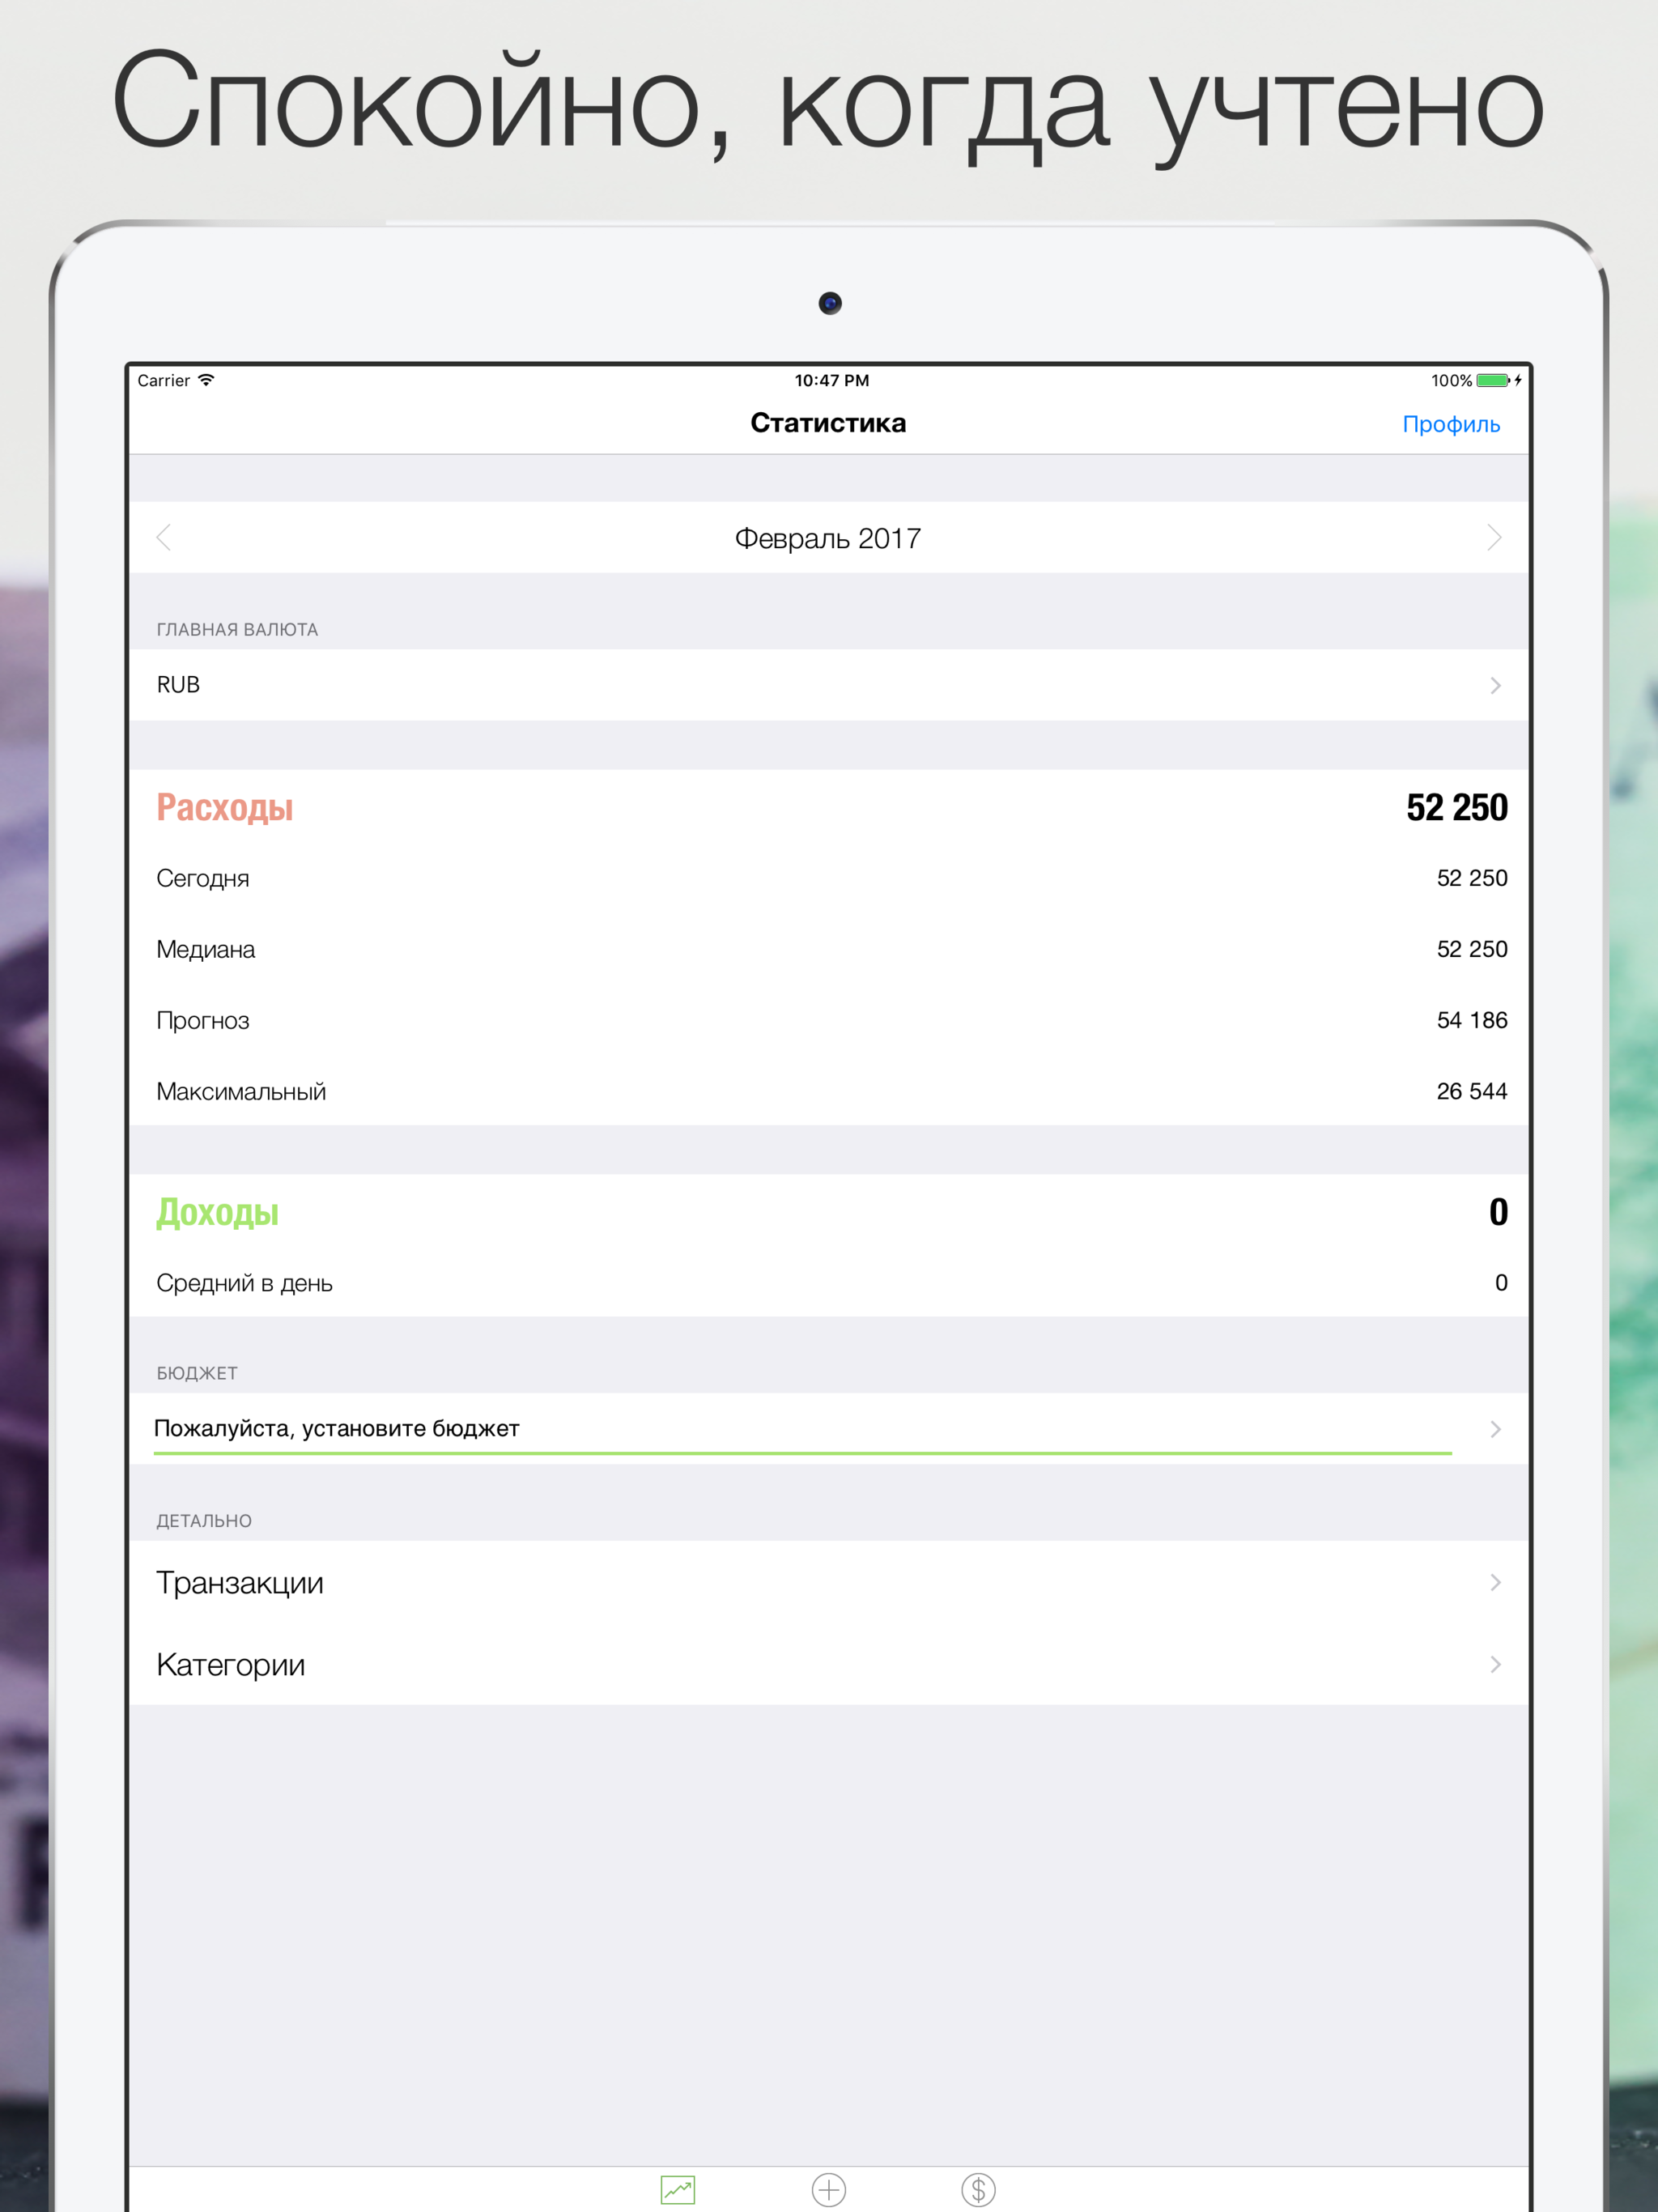 Спокойно, когда учтено
Carrier 10:47 PM 100%
Статистика Профиль
Февраль 2017
ГЛАВНАЯ ВАЛЮТА
RUB
Расходы 52 250
Сегодня 52 250
Медиана 52 250
Прогноз 54 186
Максимальный 26 544
Доходы 0
Средний в день 0
БЮДЖЕТ
Пожалуйста, установите бюджет
ДЕТАЛЬНО
Транзакции
Категории
$